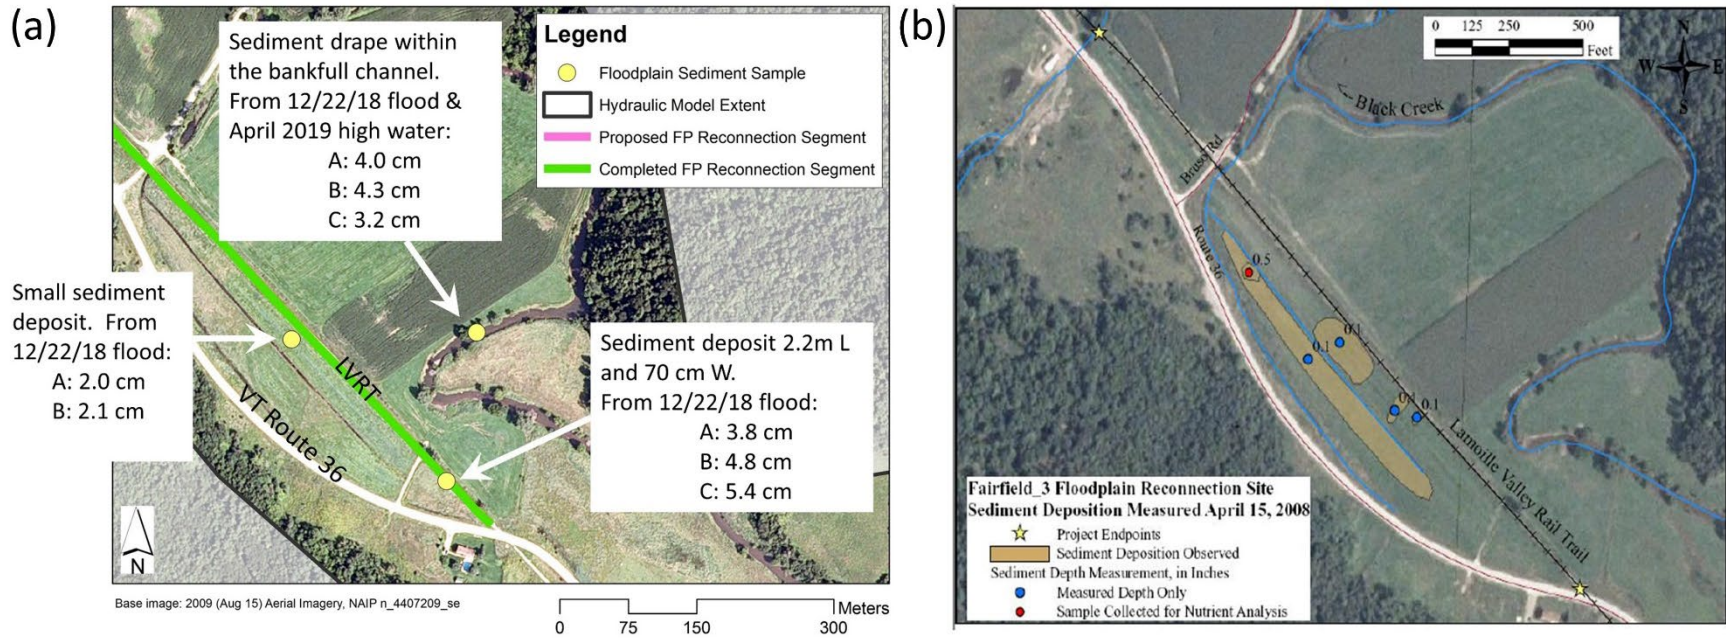 (a)
Sediment drape within
the bankfull channel.
From 12/22/18 flood &
April 2019 high water:
A: 4.0 cm
B: 4.3 cm
C: 3.2 cm
Legend
Floodplain Sediment Sample
Hydraulic Model Extent
Proposed FP Reconnection Segment
Completed FP Reconnection Segment
Small sediment
deposit. From
12/22/18 flood:
A: 2.0 cm
B: 2.1 cm
Sediment deposit 2.2m L
and 70 cm W.
From 12/22/18 flood:
A: 3.8 cm
B: 4.8 cm
C: 5.4 cm
LVRT
VT Route 36
N
Base image: 2009 (Aug 15) Aerial Imagery, NAIP n_4407209_se
0 75 150 300 Meters
(b)
0 125 250 500
Feet
N
W E
S
Black Creek
Bruso Rd
Route 36
0.5
0.1
0.1
0.1
0.1
Lamoille Valley Rail Trail
Fairfield_3 Floodplain Reconnection Site
Sediment Deposition Measured April 15, 2008
Project Endpoints
Sediment Deposition Observed
Sediment Depth Measurement, in Inches
Measured Depth Only
Sample Collected for Nutrient Analysis